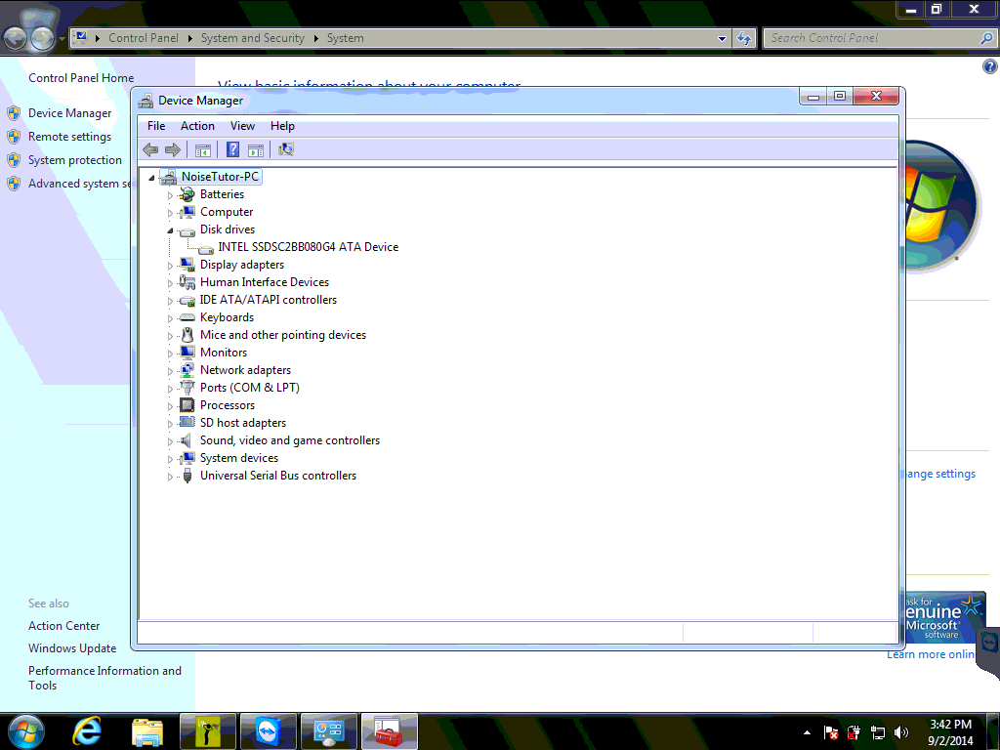 Control Panel
System and Security
System
Search Control Panel
Control Panel Home
View basic information about your computer
Device Manager
Remote settings
System protection
Advanced system se
Device Manager
File Action View Help
NoiseTutor-PC
Batteries
Computer
Disk drives
INTEL SSDSC2BB080G4 ATA Device
Display adapters
Human Interface Devices
IDE ATA/ATAPI controllers
Keyboards
Mice and other pointing devices
Monitors
Network adapters
Ports (COM & LPT)
Processors
SD host adapters
Sound, video and game controllers
System devices
Universal Serial Bus controllers
ange settings
ask for
enuine
Microsoft
software
Learn more onlin
See also
Action Center
Windows Update
Performance Information and
Tools
3:42 PM
9/2/2014